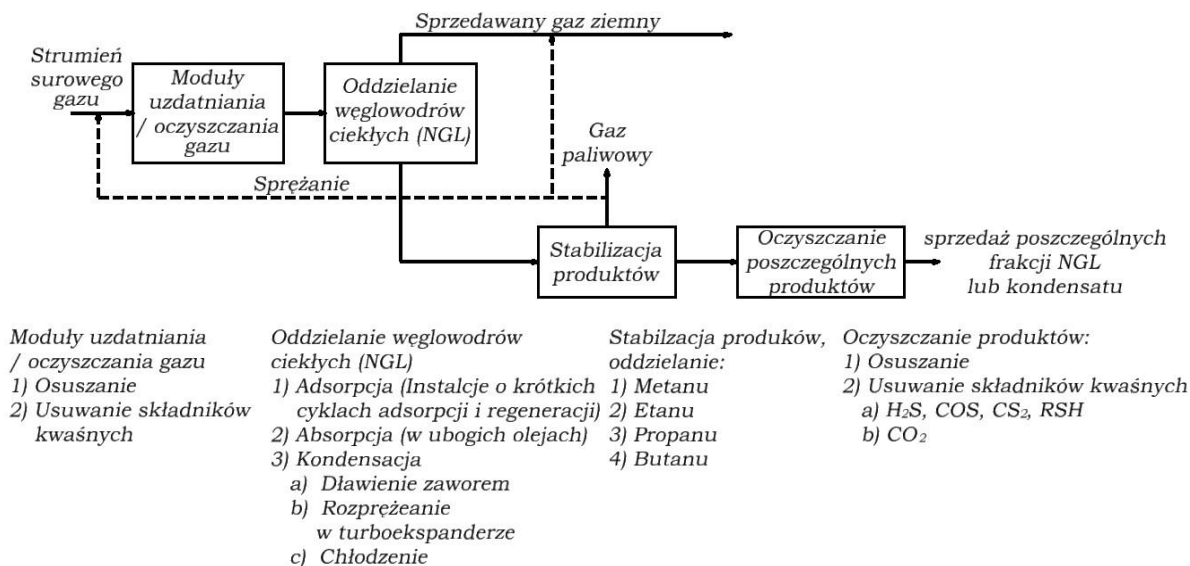 Sprzedawany gaz ziemny
Strumień
surowego
gazu
Moduły
uzdatniania
/ oczyszczania
gazu
Oddzielanie
węglowodrów
ciekłych (NGL)
Gaz
paliwowy
Sprężanie
Stabilizacja
produktów
Oczyszczanie
poszczególnych
produktów
sprzedaż poszczególnych
frakcji NGL
lub kondensatu
Moduły uzdatniania
/ oczyszczania gazu
1) Osuszanie
2) Usuwanie składników
kwaśnych
Oddzielanie węglowodrów
ciekłych (NGL)
1) Adsorpcja (Instalcje o krótkich
cyklach adsorpcji i regeneracji)
2) Absorpcja (w ubogich olejach)
3) Kondensacja
a) Dławienie zaworem
b) Rozprężeanie
w turboekspanderze
c) Chłodzenie
Stabilzacja produków,
oddzielanie:
1) Metanu
2) Etanu
3) Propanu
4) Butanu
Oczyszczanie produktów:
1) Osuszanie
2) Usuwanie składników kwaśnych
a) H₂S, COS, CS₂, RSH
b) CO₂